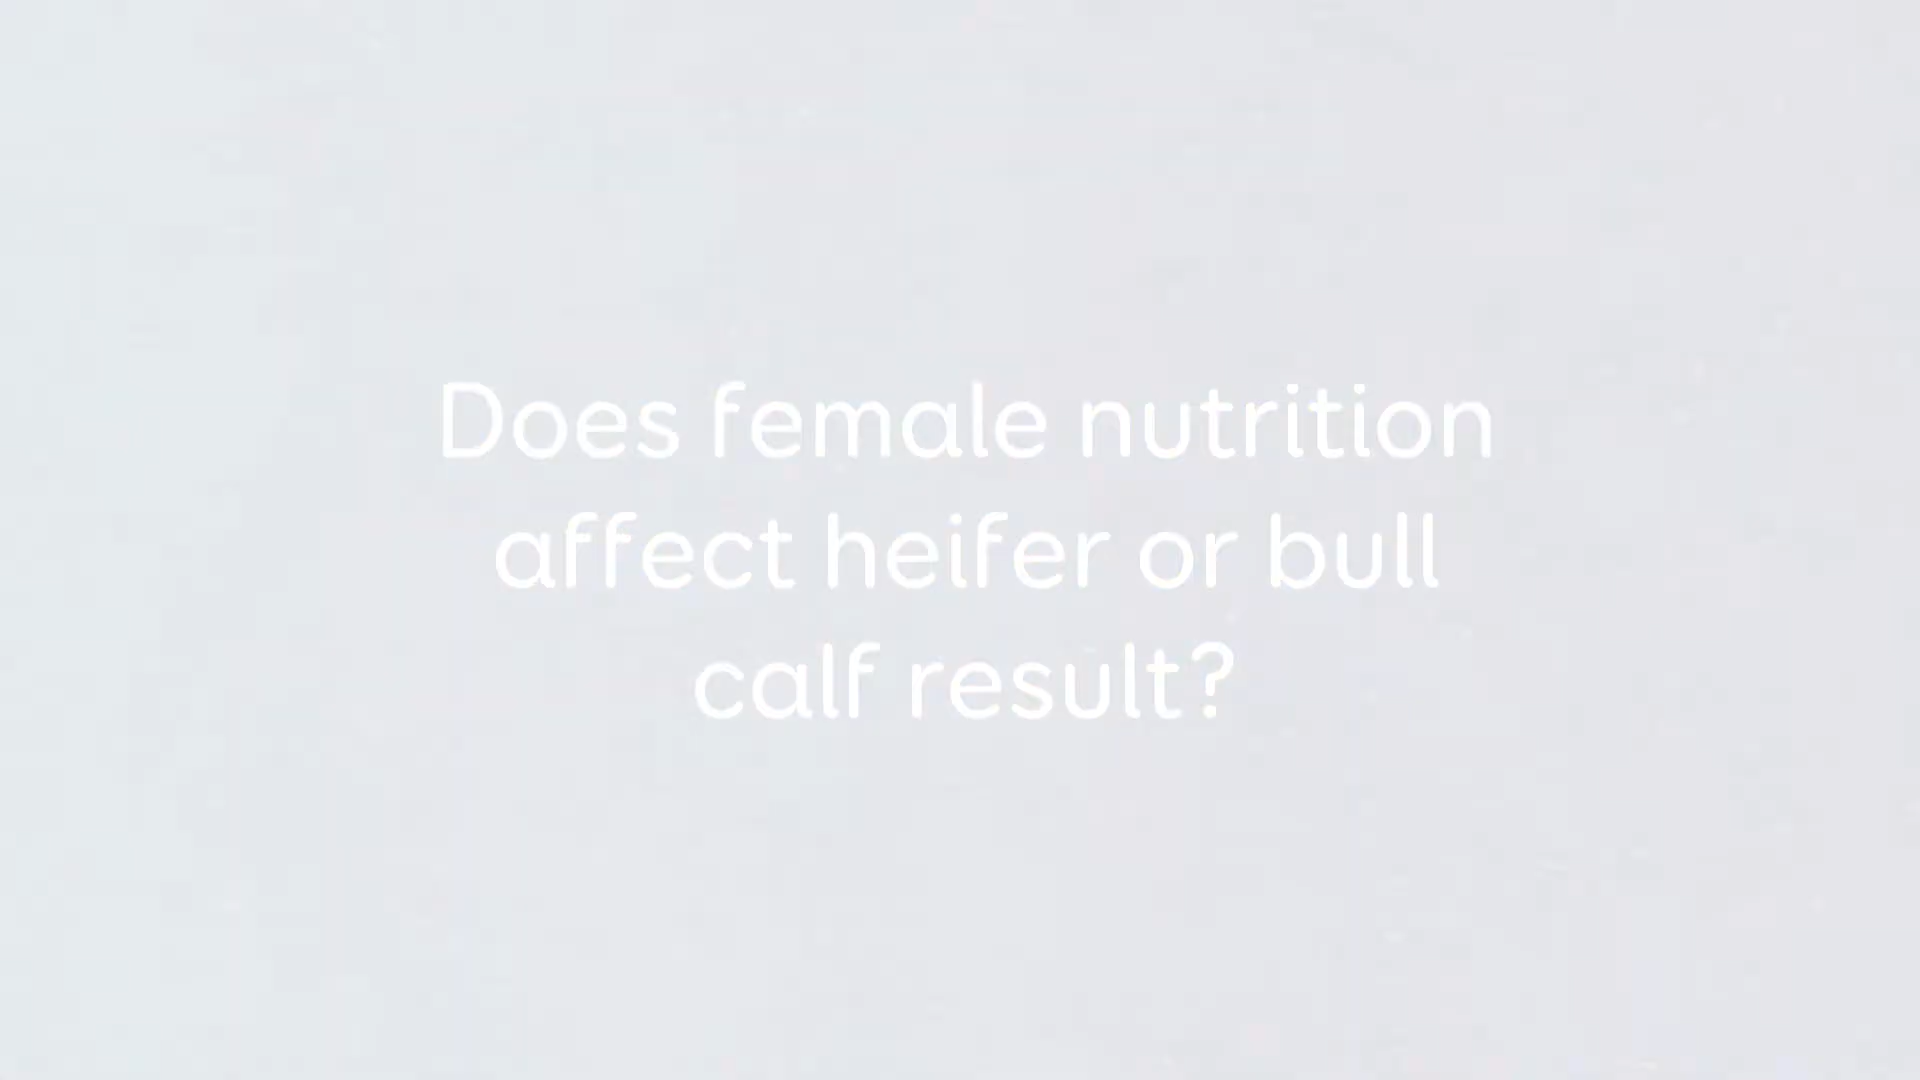 Does female nutrition
affect heifer or bull
calf result?